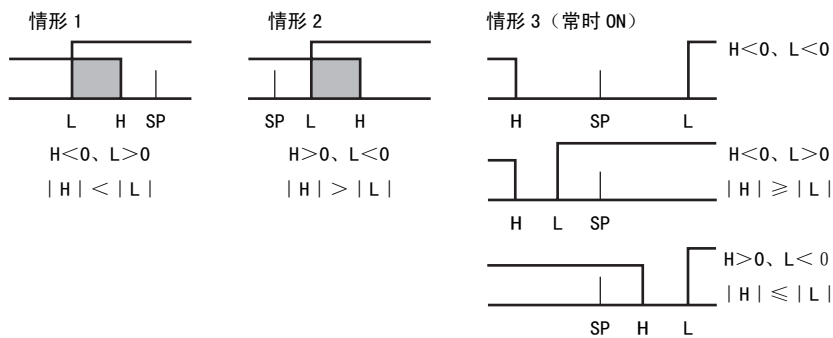 情形 1
L H SP
H＜0、L＞0
｜H｜＜｜L｜
情形 2
SP L H
H＞0、L＜0
｜H｜＞｜L｜
情形 3（常时 ON）
H＜0、L＜0
H SP L
H＜0、L＞0
｜H｜≥｜L｜
H L SP
H＞0、L＜0
｜H｜≤｜L｜
SP H L